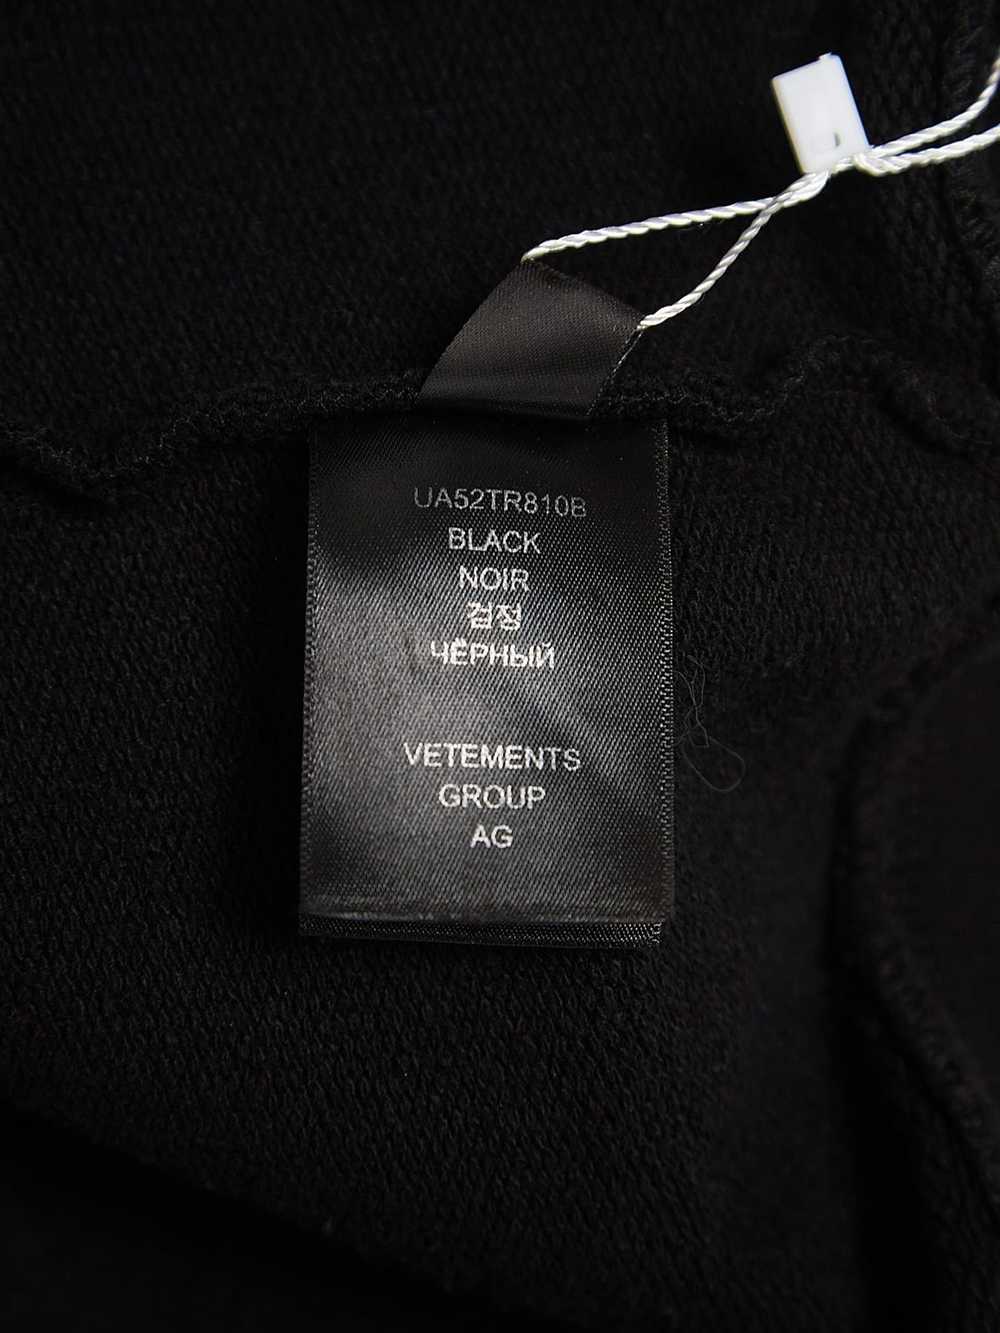 UA52TR810B
BLACK
NOIR
검정
ЧЁРНЫЙ
VETEMENTS
GROUP
AG